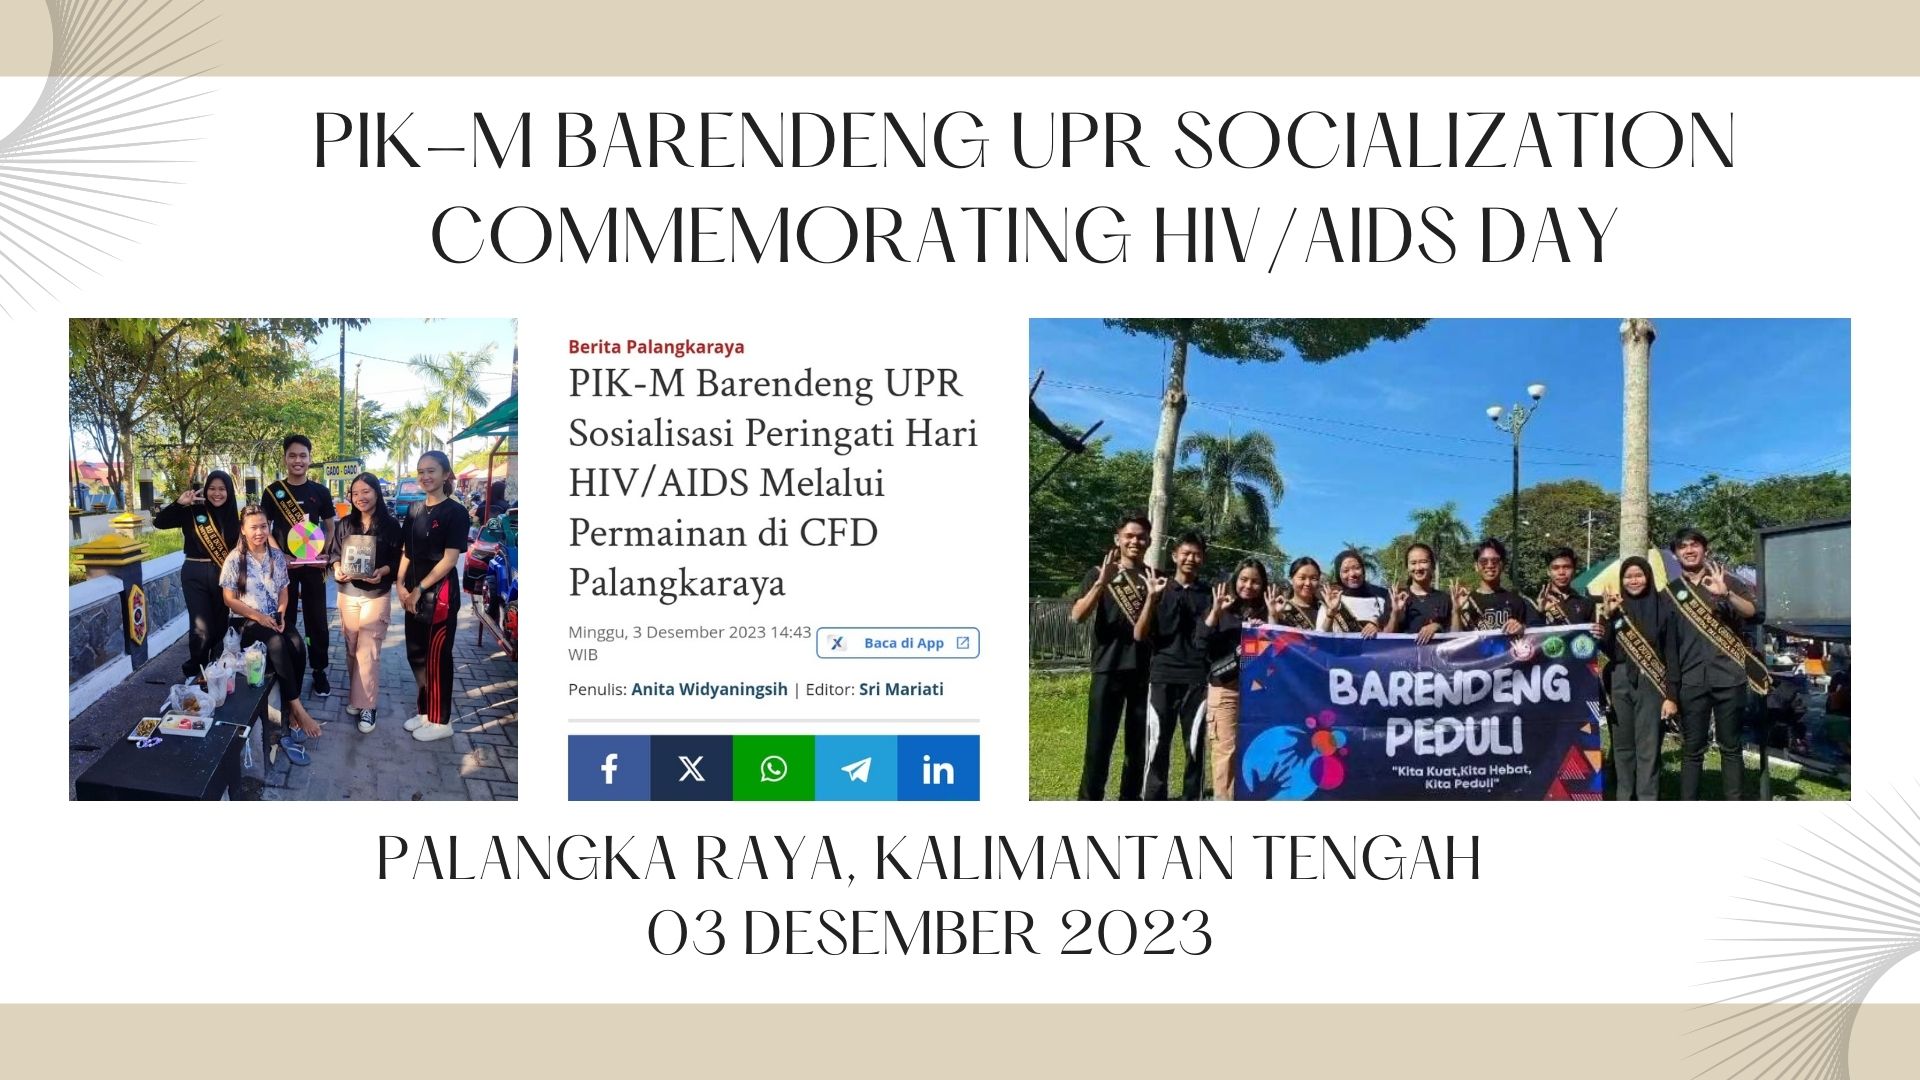 PIK-M BARENDENG UPR SOCIALIZATION
COMMEMORATING HIV/AIDS DAY
GADO - GADO
Berita Palangkaraya
PIK-M Barendeng UPR
Sosialisasi Peringati Hari
HIV/AIDS Melalui
Permainan di CFD
Palangkaraya
Minggu, 3 Desember 2023 14:43
WIB
Baca di App
Penulis: Anita Widyaningsih | Editor: Sri Mariati
BARENDENG
PEDULI
"Kita Kuat,Kita Hebat,
Kita Peduli"
PALANGKA RAYA, KALIMANTAN TENGAH
03 DESEMBER 2023